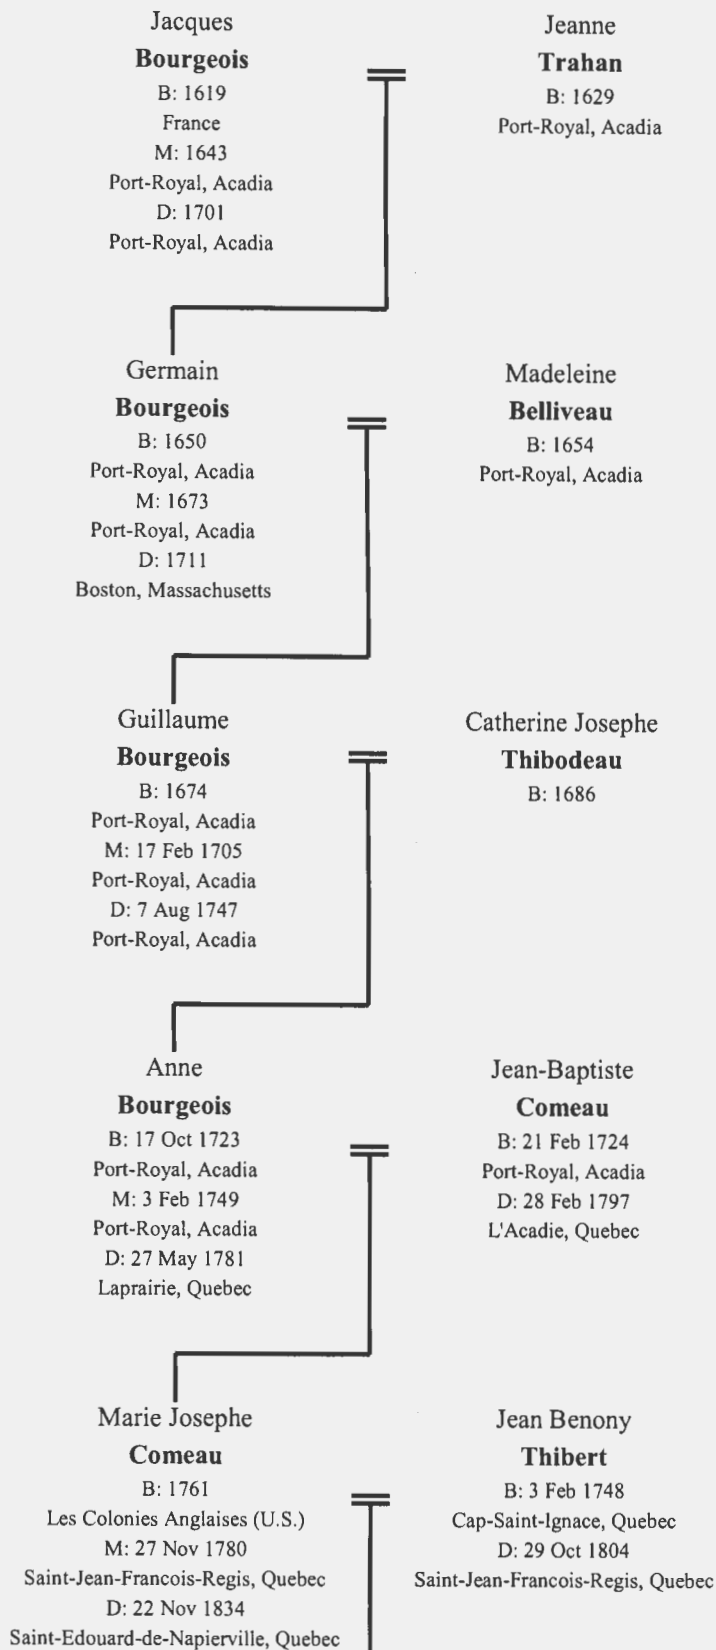 Jacques
Bourgeois
B: 1619
France
M: 1643
Port-Royal, Acadia
D: 1701
Port-Royal, Acadia
Jeanne
Trahan
B: 1629
Port-Royal, Acadia
Germain
Bourgeois
B: 1650
Port-Royal, Acadia
M: 1673
Port-Royal, Acadia
D: 1711
Boston, Massachusetts
Madeleine
Belliveau
B: 1654
Port-Royal, Acadia
Guillaume
Bourgeois
B: 1674
Port-Royal, Acadia
M: 17 Feb 1705
Port-Royal, Acadia
D: 7 Aug 1747
Port-Royal, Acadia
Catherine Josephe
Thibodeau
B: 1686
Anne
Bourgeois
B: 17 Oct 1723
Port-Royal, Acadia
M: 3 Feb 1749
Port-Royal, Acadia
D: 27 May 1781
Laprairie, Quebec
Jean-Baptiste
Comeau
B: 21 Feb 1724
Port-Royal, Acadia
D: 28 Feb 1797
L'Acadie, Quebec
Marie Josephe
Comeau
B: 1761
Les Colonies Anglaises (U.S.)
M: 27 Nov 1780
Saint-Jean-Francois-Regis, Quebec
D: 22 Nov 1834
Saint-Edouard-de-Napierville, Quebec
Jean Benony
Thibert
B: 3 Feb 1748
Cap-Saint-Ignace, Quebec
D: 29 Oct 1804
Saint-Jean-Francois-Regis, Quebec